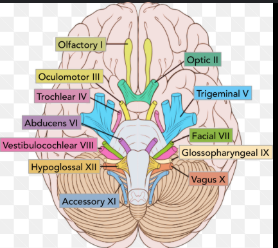 Olfactory I
Optic II
Oculomotor III
Trigeminal V
Trochlear IV
Abducens VI
Facial VII
Vestibulocochlear VIII
Glossopharyngeal IX
Hypoglossal XII
Vagus X
Accessory XI